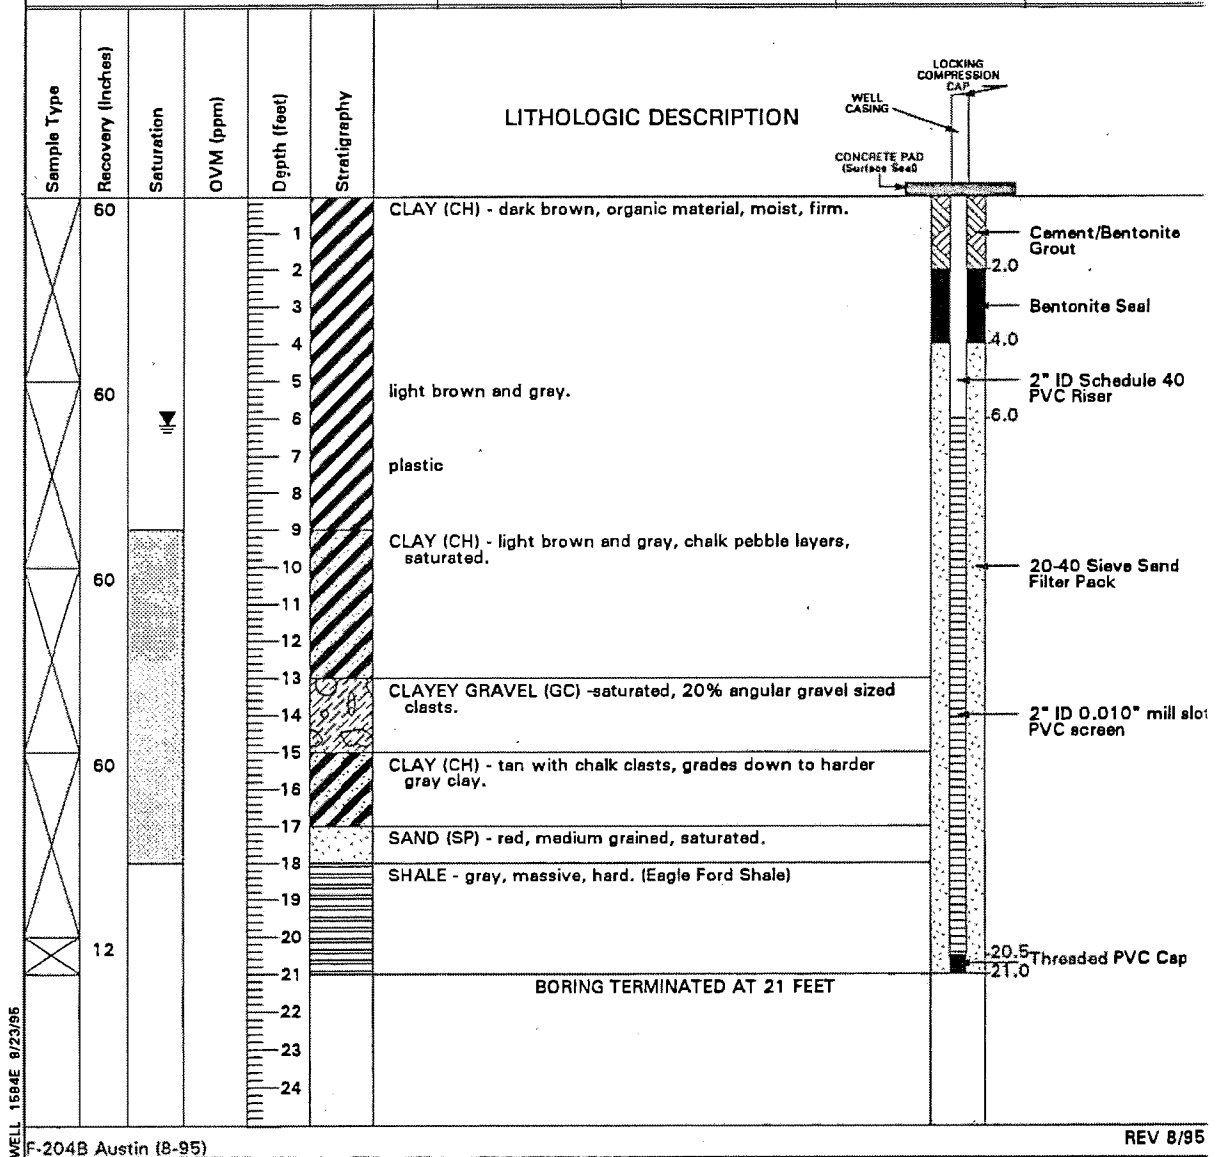 Sample Type
Recovery (Inches)
Saturation
OVM (ppm)
Depth (feet)
Stratigraphy
LITHOLOGIC DESCRIPTION
LOCKING
COMPRESSION
CAP
WELL
CASING
CONCRETE PAD
(Surface Seal)
60
CLAY (CH) - dark brown, organic material, moist, firm.
1
Cement/Bentonite
Grout
2
2.0
3
Bentonite Seal
4
4.0
5
60
light brown and gray.
2" ID Schedule 40
PVC Riser
6
6.0
7
plastic
8
9
CLAY (CH) - light brown and gray, chalk pebble layers,
saturated.
10
60
20-40 Sieve Sand
Filter Pack
11
12
13
CLAYEY GRAVEL (GC) -saturated, 20% angular gravel sized
clasts.
14
2" ID 0.010" mill slot
PVC screen
15
60
CLAY (CH) - tan with chalk clasts, grades down to harder
gray clay.
16
17
SAND (SP) - red, medium grained, saturated.
18
SHALE - gray, massive, hard. (Eagle Ford Shale)
19
20
12
20.5
Threaded PVC Cap
21
21.0
BORING TERMINATED AT 21 FEET
22
23
24
WELL 1584E 9/23/95
F-204B Austin (8-95)
REV 8/95